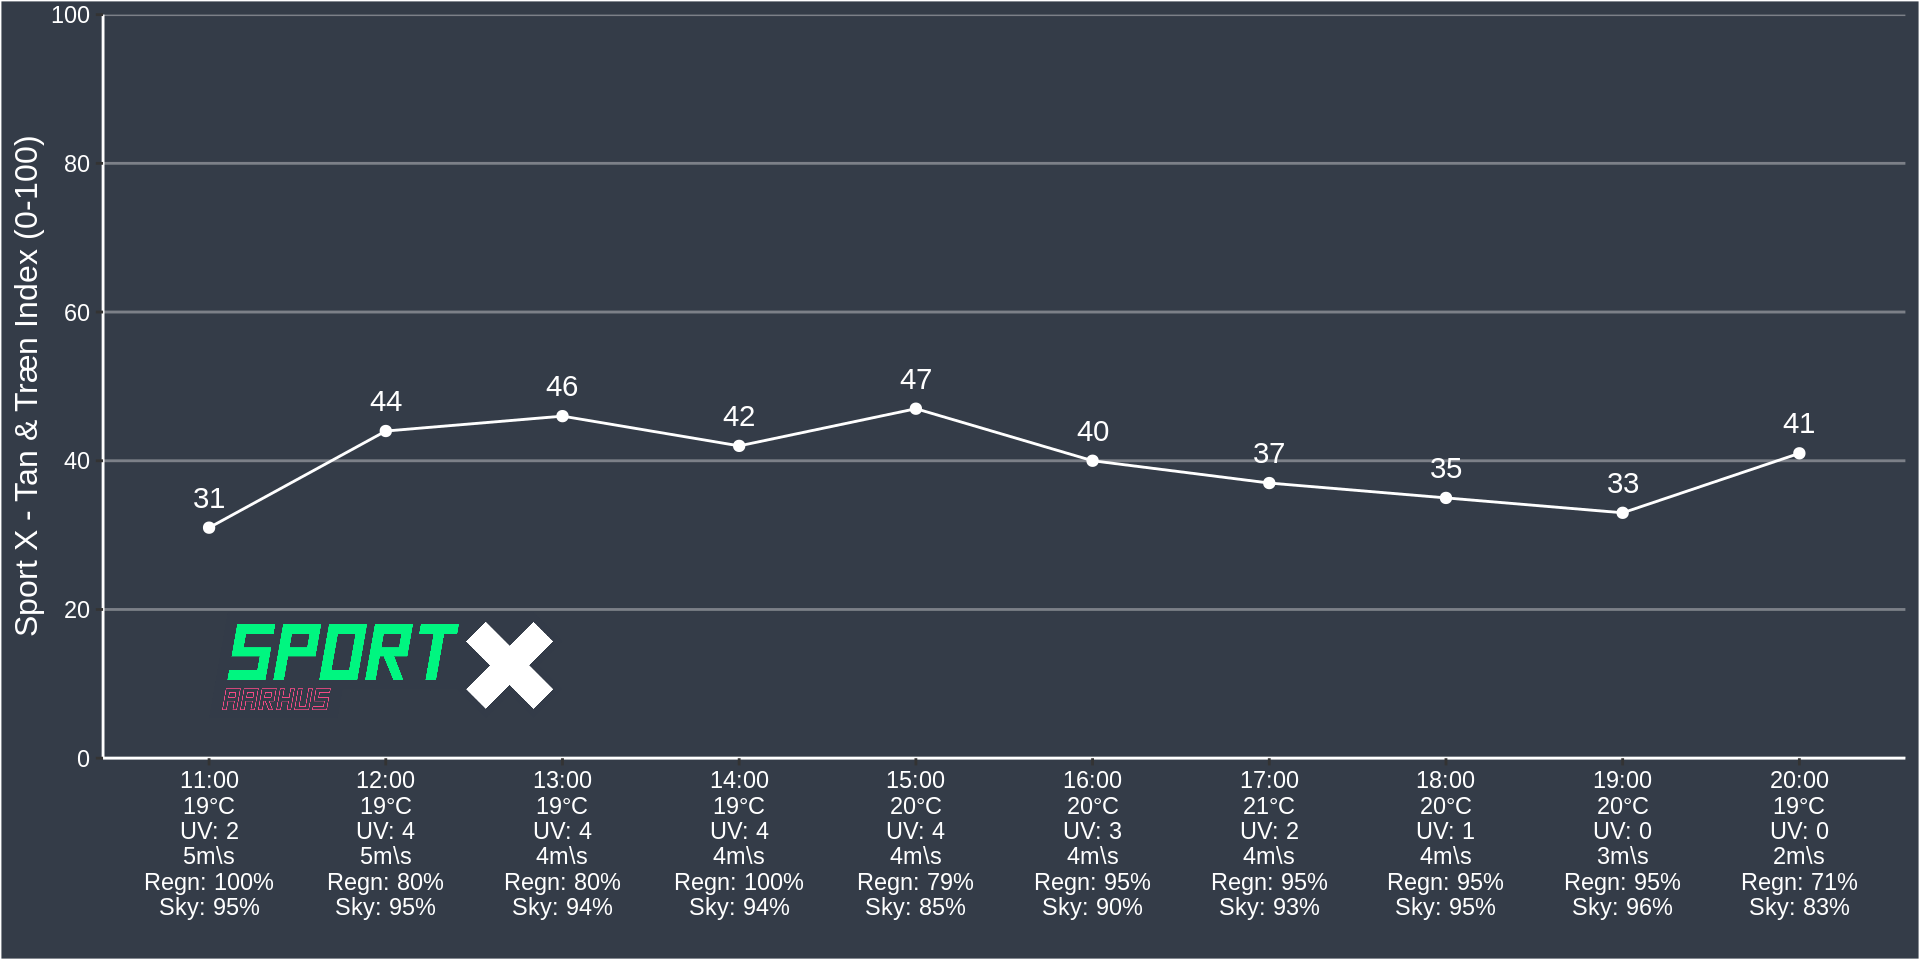 Sport X - Tan & Træn Index (0-100)
100
80
60
40
20
0
31
44
46
42
47
40
37
35
33
41
SPORT X
AARHUS
11:00 12:00 13:00 14:00 15:00 16:00 17:00 18:00 19:00 20:00
19°C 19°C 19°C 19°C 20°C 20°C 21°C 20°C 20°C 19°C
UV: 2 UV: 4 UV: 4 UV: 4 UV: 4 UV: 3 UV: 2 UV: 1 UV: 0 UV: 0
5m\s 5m\s 4m\s 4m\s 4m\s 4m\s 4m\s 4m\s 3m\s 2m\s
Regn: 100% Regn: 80% Regn: 80% Regn: 100% Regn: 79% Regn: 95% Regn: 95% Regn: 95% Regn: 95% Regn: 71%
Sky: 95% Sky: 95% Sky: 94% Sky: 94% Sky: 85% Sky: 90% Sky: 93% Sky: 95% Sky: 96% Sky: 83%